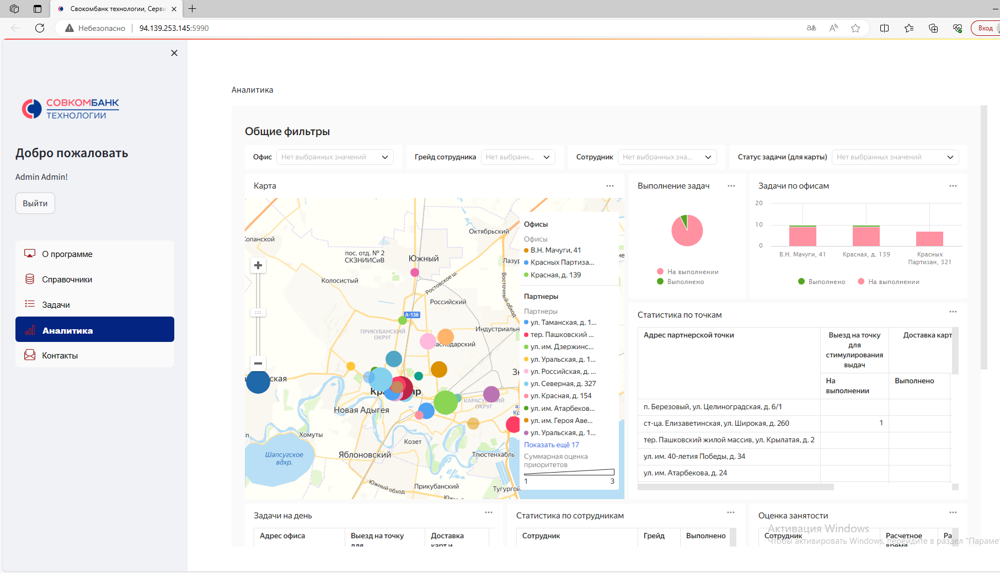 Свокомбанк технологии, Серви
Небезопасно
94.139.253.145:5990
Вход
СОВКОМБАНК
ТЕХНОЛОГИИ
Добро пожаловать
Admin Admin!
Выйти
О программе
Справочники
Задачи
Аналитика
Контакты
Аналитика
Общие фильтры
Офис
Нет выбранных значений
Грейд сотрудника
Нет выбранн...
Сотрудник
Нет выбранных зна...
Статус задачи (для карты)
Нет выбранных значений
Карта
Октябрьский
Копанской
пос. отд. № 2
СКЗНИИСиВ
Южный
Лазур
Колосистый
Ростовское ш.
Восточный обход
Российский
А-136
Индустриальн
ПРИКУБАНСКИЙ
ОКРУГ
Новая Адыгея
КАРАСУНСКИЙ
ОКРУГ
Хомуты
Козет
Шапсугское
вдхр.
Яблоновский
Тлюстенхабль
Южный обход
Прикубанский
Тугургой
Офисы
Офисы
В.Н. Мачуги, 41
Красных Партиза...
Красная, д. 139
Партнеры
Партнеры
ул. Таманская, д. 1...
тер. Пашковский ...
ул. им. Дзержинс...
ул. Уральская, д. 1...
ул. Российская, д. ...
ул. Северная, д. 327
ул. Красная, д. 154
ул. им. Атарбеков...
ул. им. Героя Аве...
ул. Уральская, д. 1...
Показать ещё 17
Суммарная оценка
приоритетов
1 3
Выполнение задач
На выполнении
Выполнено
Задачи по офисам
20
10
0
В.Н. Мачуги, 41
Красная, д. 139
Красных
Партизан, 321
Выполнено
На выполнении
Статистика по точкам
Адрес партнерской точки
Выезд на точку
для
стимулирования
выдач
Доставка карт
На
выполнении
Выполнено
п. Березовый, ул. Целиноградская, д. 6/1
ст-ца. Елизаветинская, ул. Широкая, д. 260 1
тер. Пашковский жилой массив, ул. Крылатая, д. 2
ул. им. 40-летия Победы, д. 34
ул. им. Атарбекова, д. 24
Задачи на день
Адрес офиса
Выезд на точку
для
Доставка
карт и
Статистика по сотрудникам
Сотрудник
Грейд
Выполнено
Оценка занятости
Сотрудник
Расчетное
время
Ра
Активация Windows
Чтобы активировать Windows, перейдите в раздел "Параме